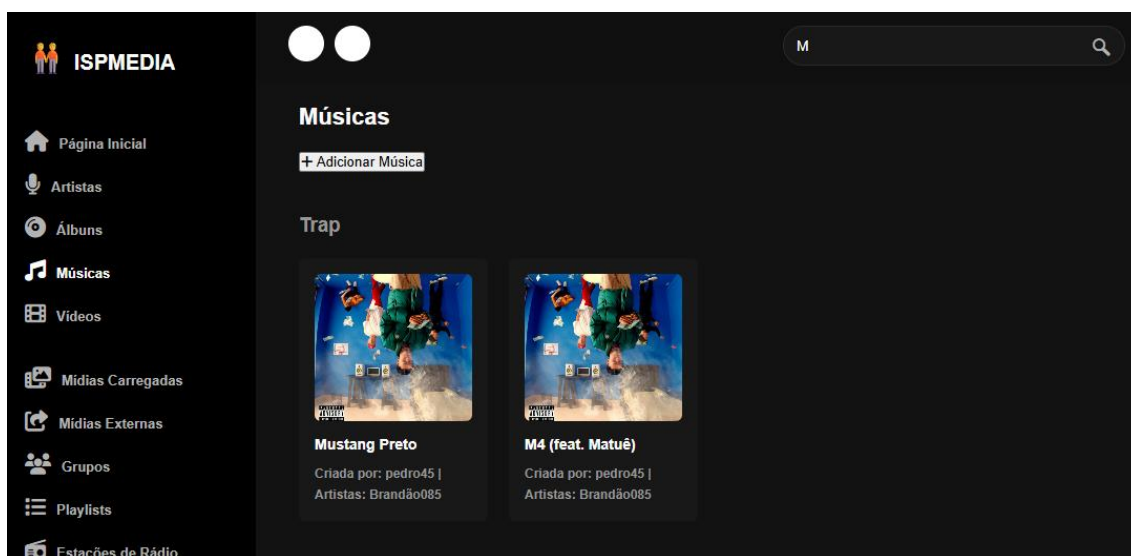 ISPMEDIA
M
Página Inicial
Artistas
Álbuns
Músicas
Vídeos
Mídias Carregadas
Mídias Externas
Grupos
Playlists
Estações de Rádio
Músicas
+ Adicionar Música
Trap
Mustang Preto
Criada por: pedro45 |
Artistas: Brandão085
M4 (feat. Matuê)
Criada por: pedro45 |
Artistas: Brandão085